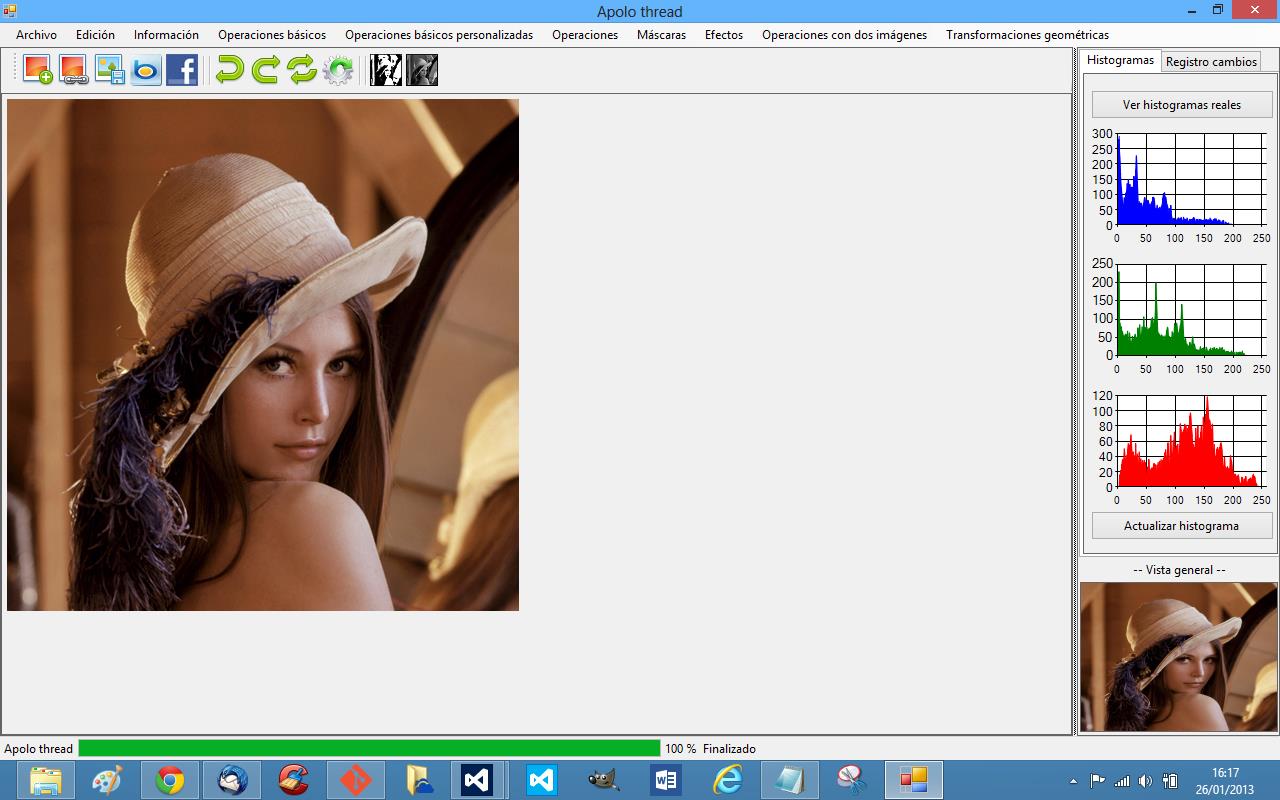 Apolo thread
Archivo Edición Información Operaciones básicos Operaciones básicos personalizadas Operaciones Máscaras Efectos Operaciones con dos imágenes Transformaciones geométricas
Histogramas Registro cambios
Ver histogramas reales
300
250
200
150
100
50
0
0 50 100 150 200 250
250
200
150
100
50
0
0 50 100 150 200 250
120
100
80
60
40
20
0
0 50 100 150 200 250
Actualizar histograma
-- Vista general --
Apolo thread 100 % Finalizado
16:17
26/01/2013